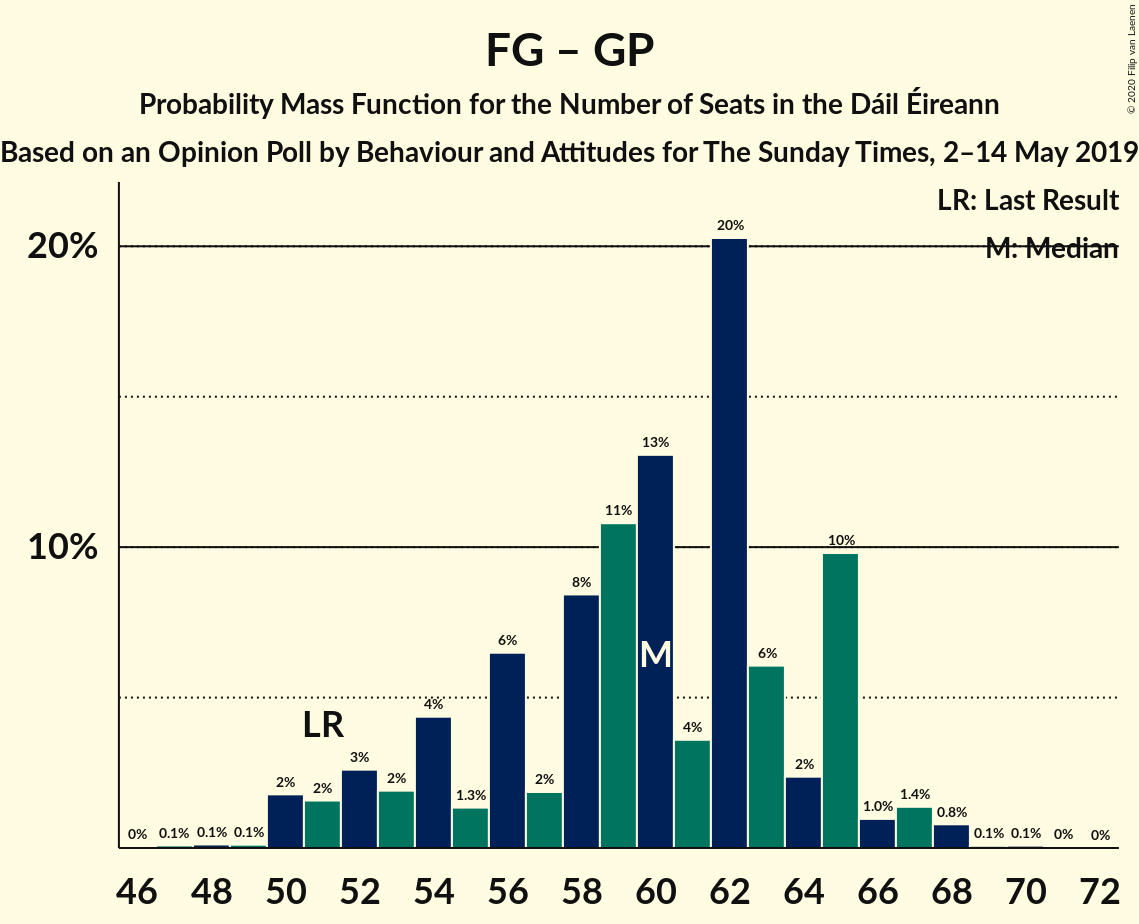 FG – GP
Probability Mass Function for the Number of Seats in the Dáil Éireann
Based on an Opinion Poll by Behaviour and Attitudes for The Sunday Times, 2–14 May 2019
© 2020 Filip van Laenen
LR: Last Result
M: Median
20%
10%
0% 0.1% 0.1% 0.1% 2% 2% 3% 2% 4% 1.3% 6% 2% 8% 11% 13% 4% 20% 6% 2% 10% 1.0% 1.4% 0.8% 0.1% 0.1% 0% 0%
LR
M
46 48 50 52 54 56 58 60 62 64 66 68 70 72